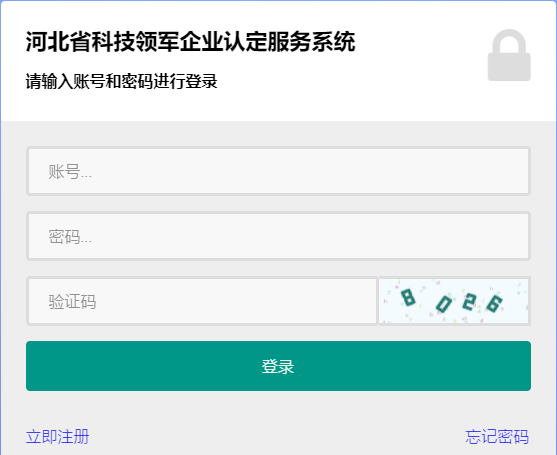 河北省科技领军企业认定服务系统
请输入账号和密码进行登录
账号...
密码...
验证码
8026
登录
立即注册
忘记密码